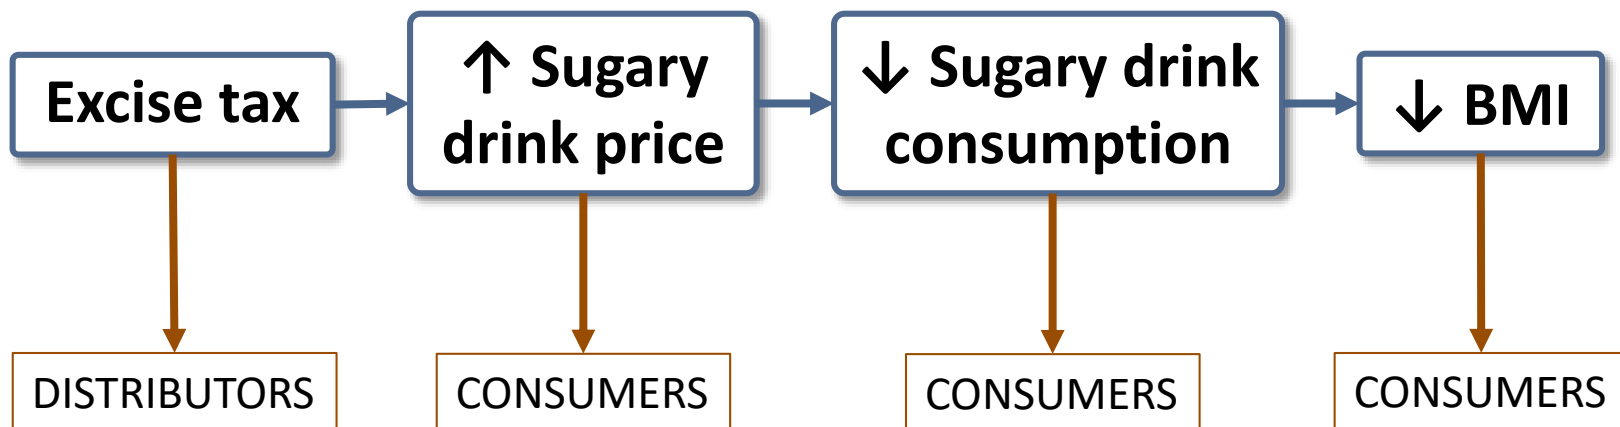 Excise tax
↑ Sugary
drink price
↓ Sugary drink
consumption
↓ BMI
DISTRIBUTORS
CONSUMERS
CONSUMERS
CONSUMERS